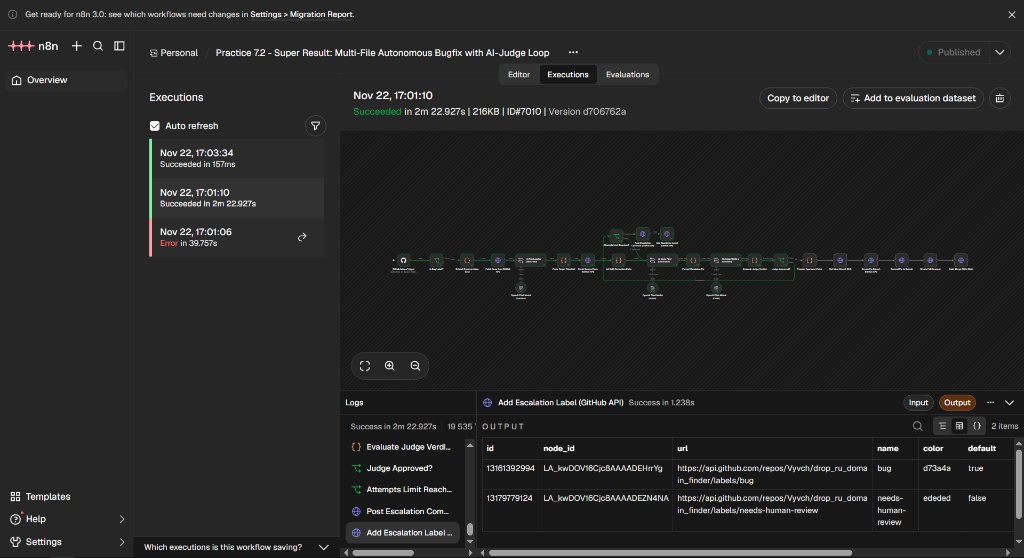 Get ready for n8n 3.0: see which workflows need changes in Settings > Migration Report.
n8n
Overview
Personal / Practice 7.2 - Super Result: Multi-File Autonomous Bugfix with AI-Judge Loop
Published
Editor Executions Evaluations
Executions
Auto refresh
Nov 22, 17:03:34
Succeeded in 157ms
Nov 22, 17:01:10
Succeeded in 2m 22.927s
Nov 22, 17:01:06
Error in 39.757s
Nov 22, 17:01:10
Succeeded in 2m 22.927s | 216KB | ID#7010 | Version d706762a
Copy to editor
Add to evaluation dataset
Logs
Success in 2m 22.927s 19 535
Evaluate Judge Verdi...
Judge Approved?
Attempts Limit Reach...
Post Escalation Com...
Add Escalation Label ...
Add Escalation Label (GitHub API) Success in 1.238s
Input Output
OUTPUT
2 items
id node_id url name color default
13161392994 LA_kwDOV16Cjc8AAAADEHrrYg https://api.github.com/repos/Vyvch/drop_ru_doma bug d73a4a true
in_finder/labels/bug
13179779124 LA_kwDOV16Cjc8AAAADEZN4NA https://api.github.com/repos/Vyvch/drop_ru_doma needs- ededed false
in_finder/labels/needs-human-review human-
review
Templates
Help
Settings
Which executions is this workflow saving?